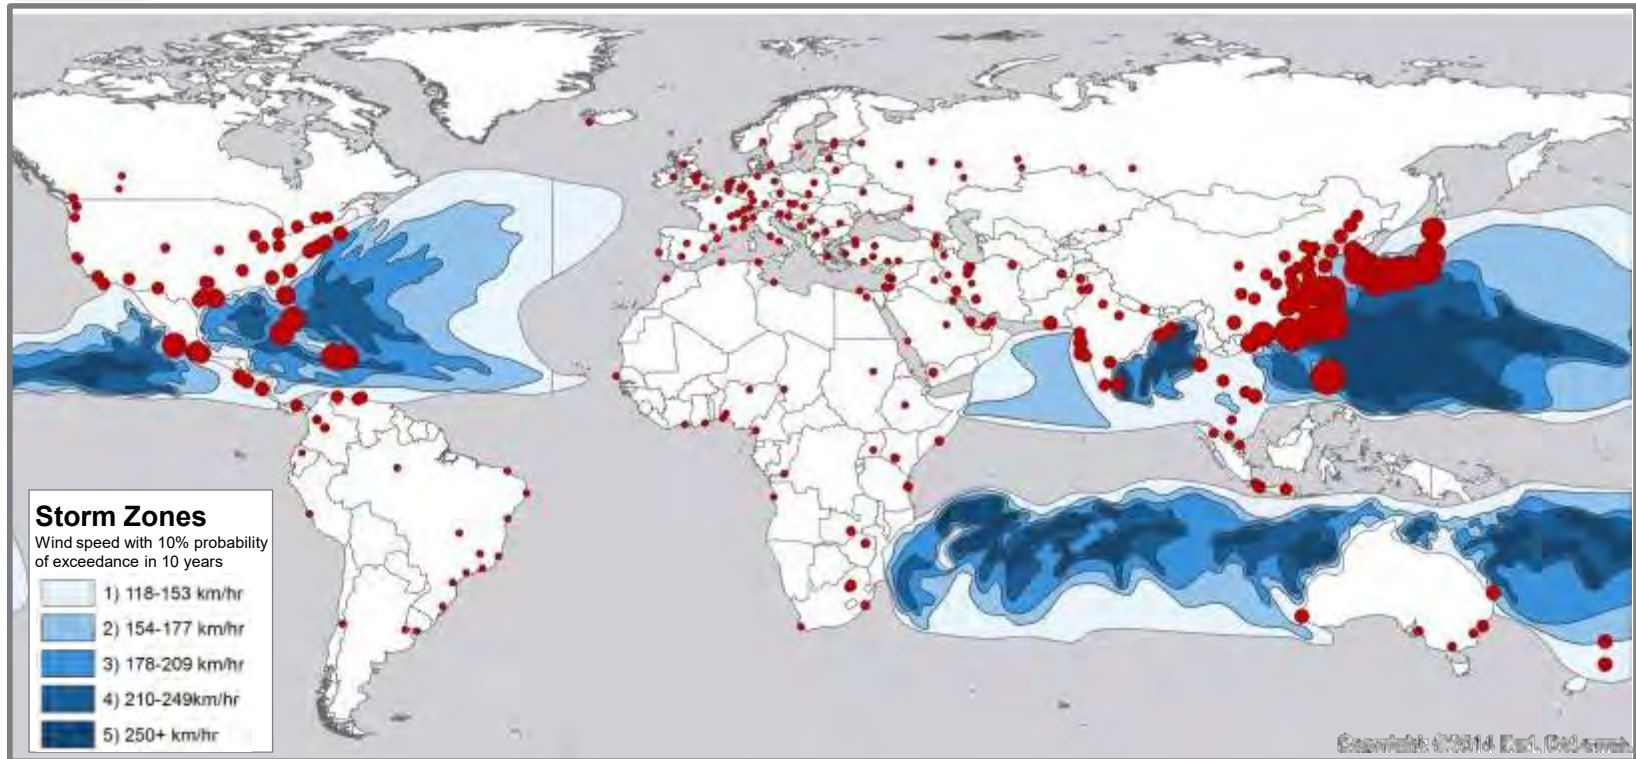 Storm Zones
Wind speed with 10% probability
of exceedance in 10 years
1) 118-153 km/hr
2) 154-177 km/hr
3) 178-209 km/hr
4) 210-249km/hr
5) 250+ km/hr